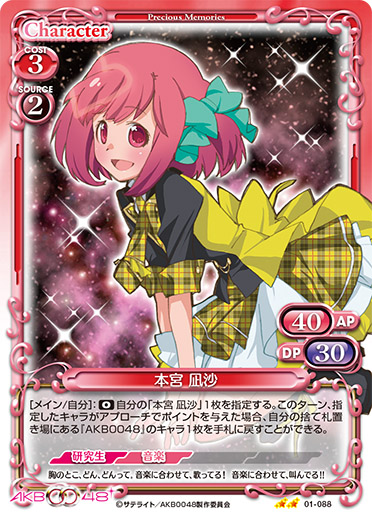 Precious Memories
Character
COST
3
SOURCE
2
40 AP
DP 30
本宮 凪沙
[メイン/自分]:自分の「本宮 凪沙」1枚を指定する。このターン、指
定したキャラがアプローチでポイントを与えた場合、自分の捨て札置
き場にある『AKB0048』のキャラ1枚を手札に戻すことができる。
研究生 音楽
胸のとこ、どん、どんって、音楽に合わせて、歌ってる! 音楽に合わせて、叫んでる!!
AKB0048
©サテライト/AKB0048製作委員会
01-088